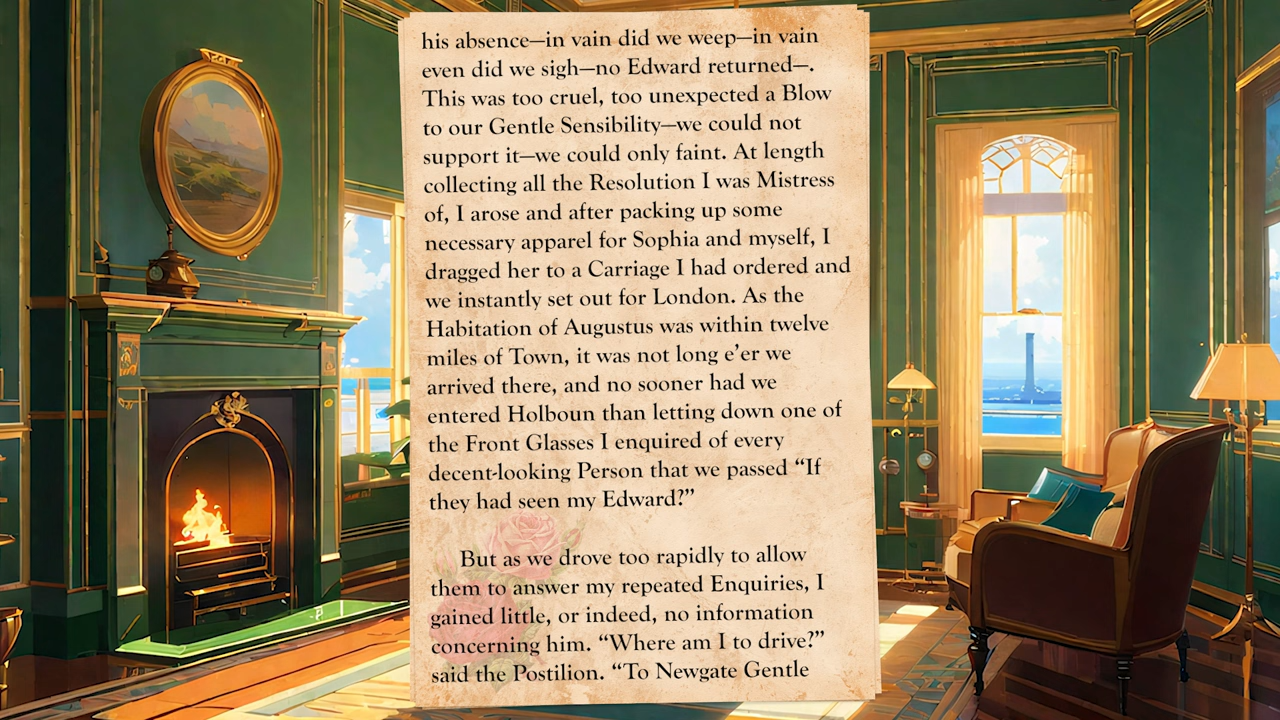 his absence—in vain did we weep—in vain
even did we sigh—no Edward returned—.
This was too cruel, too unexpected a Blow
to our Gentle Sensibility—we could not
support it—we could only faint. At length
collecting all the Resolution I was Mistress
of, I arose and after packing up some
necessary apparel for Sophia and myself, I
dragged her to a Carriage I had ordered and
we instantly set out for London. As the
Habitation of Augustus was within twelve
miles of Town, it was not long e’er we
arrived there, and no sooner had we
entered Holboun than letting down one of
the Front Glasses I enquired of every
decent-looking Person that we passed “If
they had seen my Edward?”
But as we drove too rapidly to allow
them to answer my repeated Enquiries, I
gained little, or indeed, no information
concerning him. “Where am I to drive?”
said the Postilion. “To Newgate Gentle